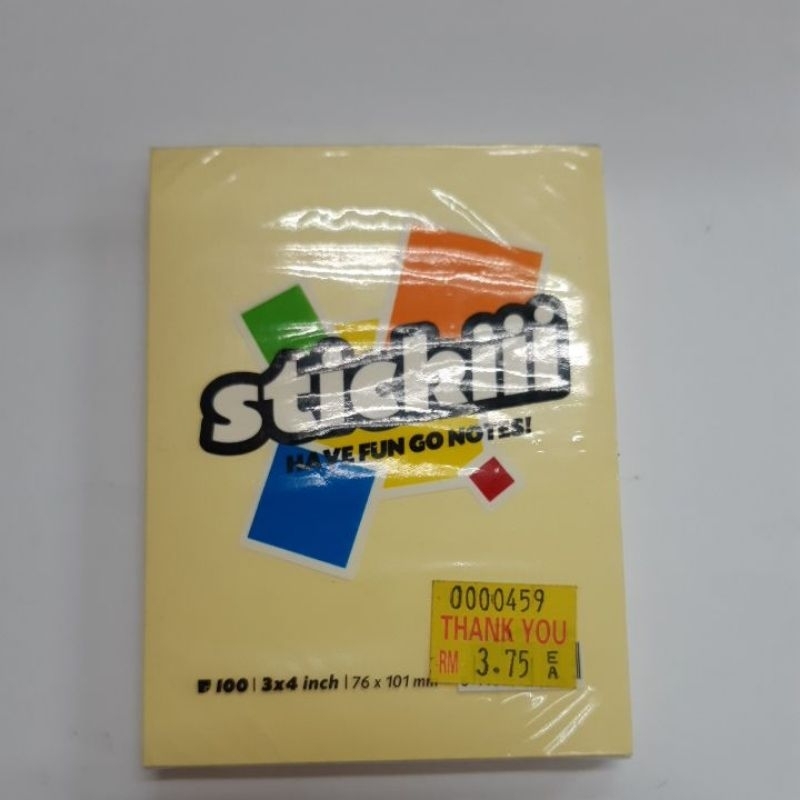 stickiii
HAVE FUN GO NOTES!
0000459
THANK YOU
RM 3.75 EA
100 | 3x4 inch | 76 x 101 mm